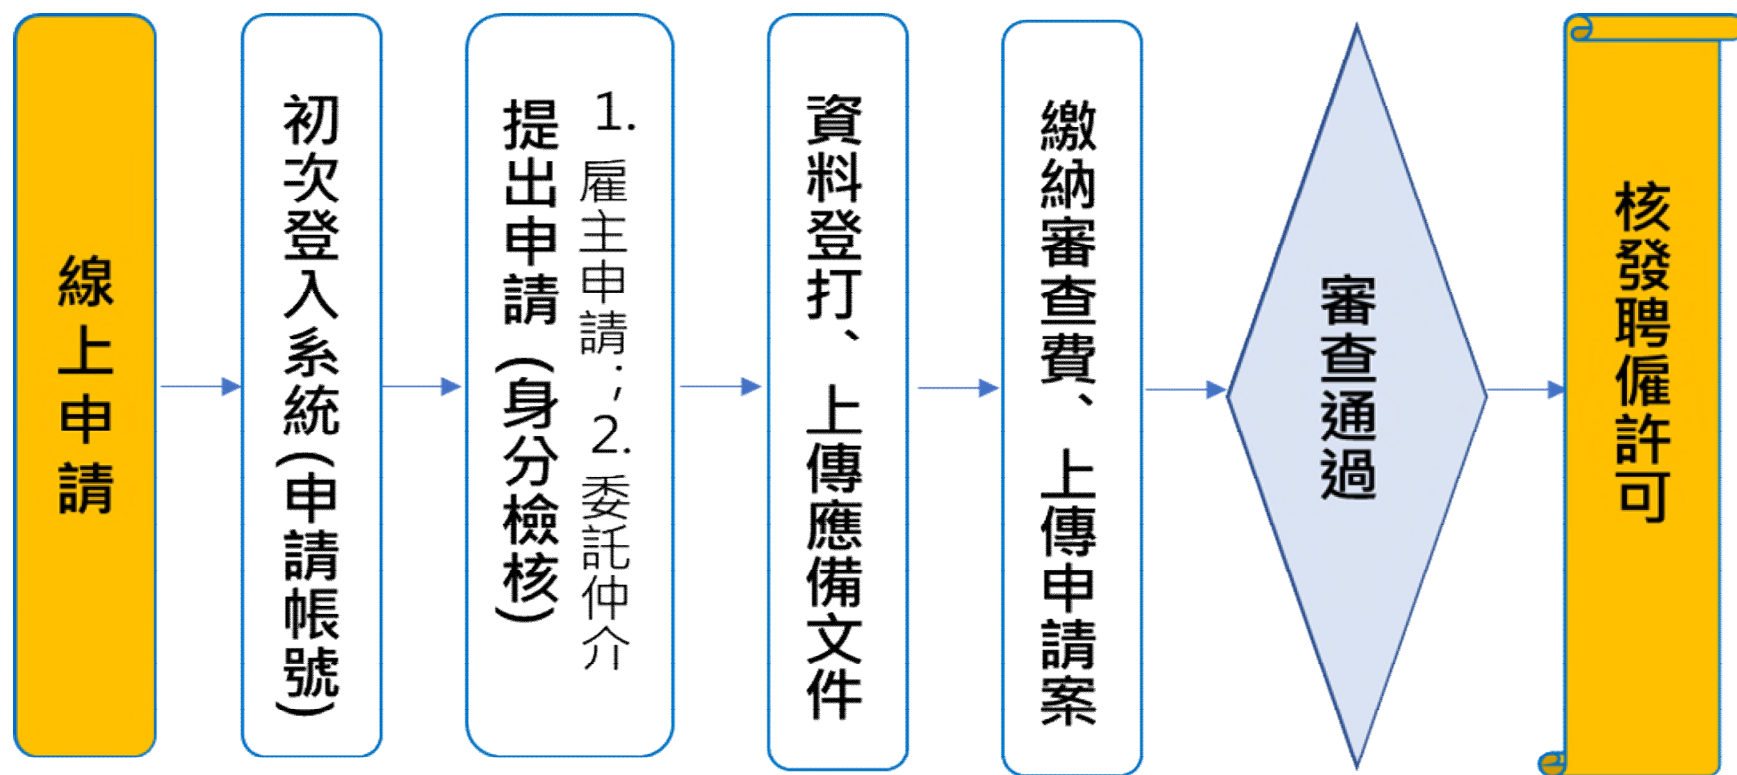 線上申請
初次登入系統(申請帳號)
1. 雇主申請:, 2. 委託仲介
提出申請 (身分檢核)
資料登打、上傳應備文件
繳納審查費、上傳申請案
審查通過
核發聘僱許可